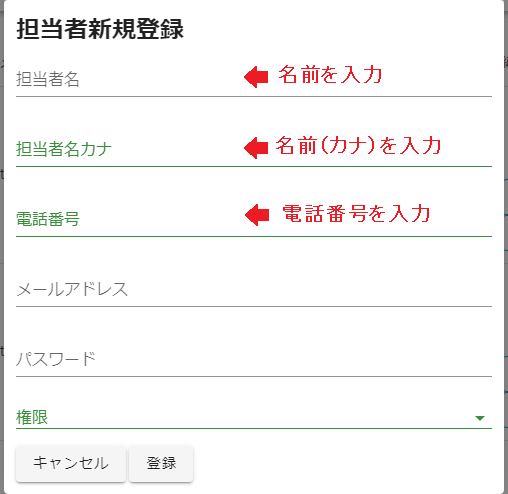 担当者新規登録
担当者名 名前を入力
担当者名カナ 名前(カナ)を入力
電話番号 電話番号を入力
メールアドレス
パスワード
権限
キャンセル 登録